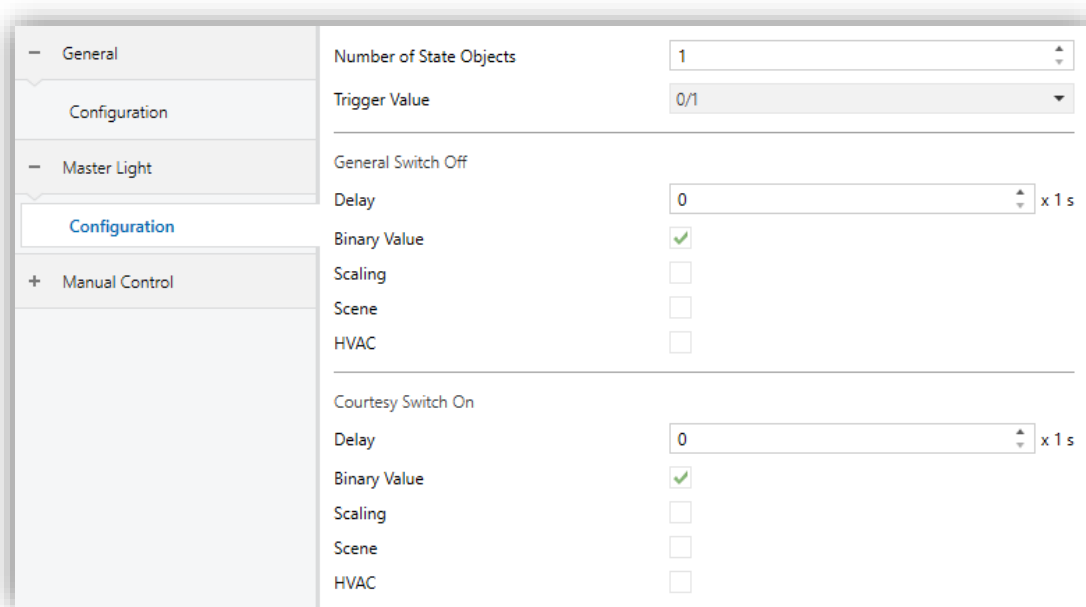 General
Configuration
Master Light
Configuration
Manual Control
Number of State Objects 1
Trigger Value 0/1
General Switch Off
Delay 0 x 1 s
Binary Value
Scaling
Scene
HVAC
Courtesy Switch On
Delay 0 x 1 s
Binary Value
Scaling
Scene
HVAC